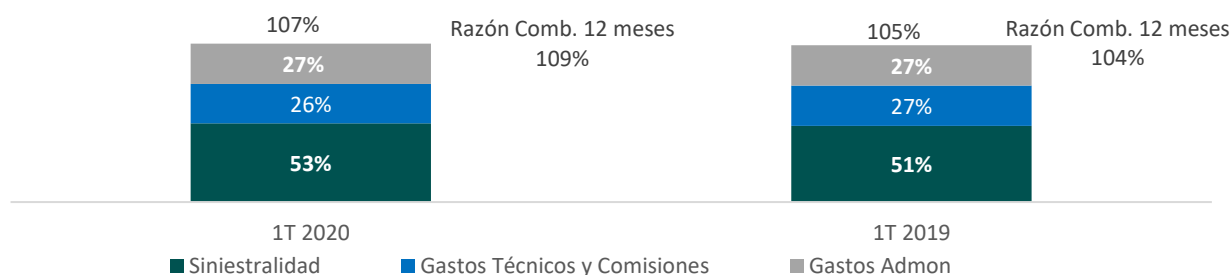 107%
Razón Comb. 12 meses
109%
27%
26%
53%
1T 2020
105%
Razón Comb. 12 meses
104%
27%
27%
51%
1T 2019
Siniestralidad
Gastos Técnicos y Comisiones
Gastos Admon